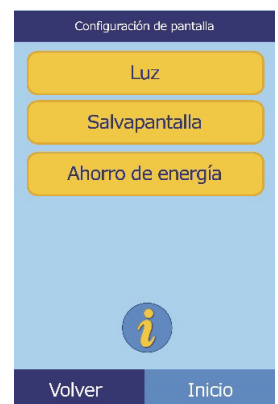 Configuración de pantalla
Luz
Salvapantalla
Ahorro de energía
i
Volver Inicio